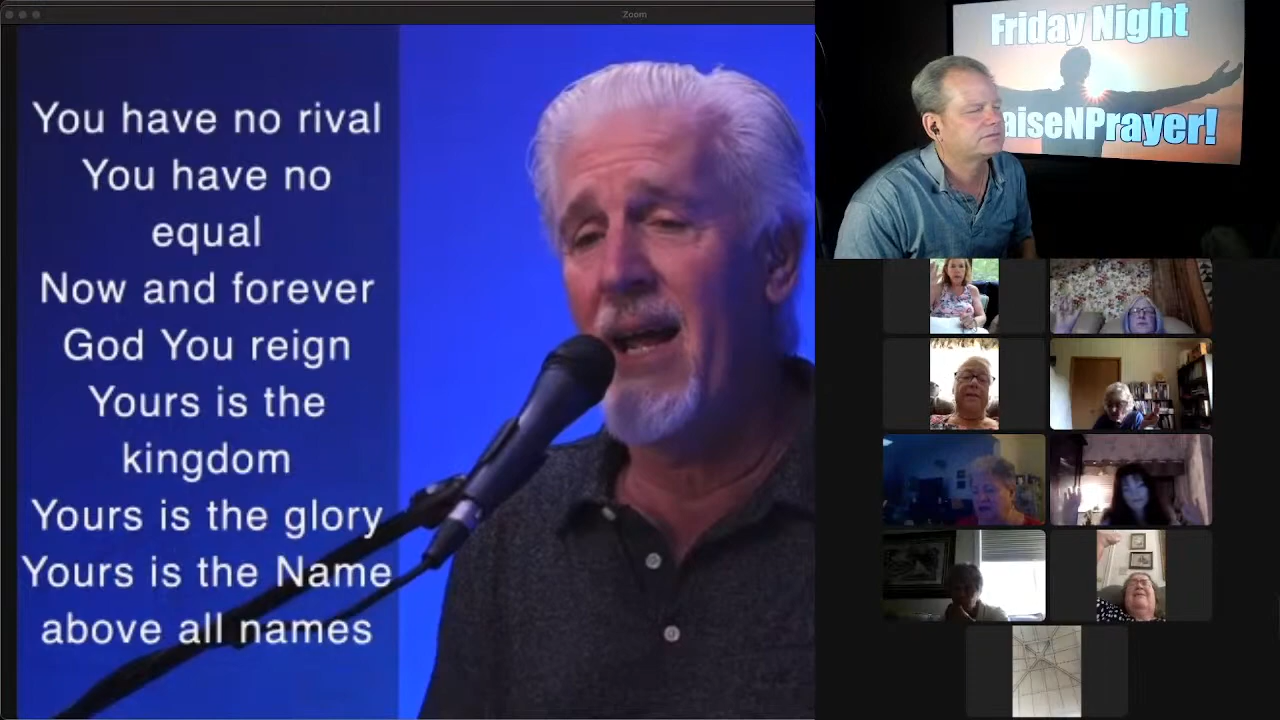 Zoom
You have no rival
You have no
equal
Now and forever
God You reign
Yours is the
kingdom
Yours is the glory
Yours is the Name
above all names
Friday Night
aiseNPrayer!